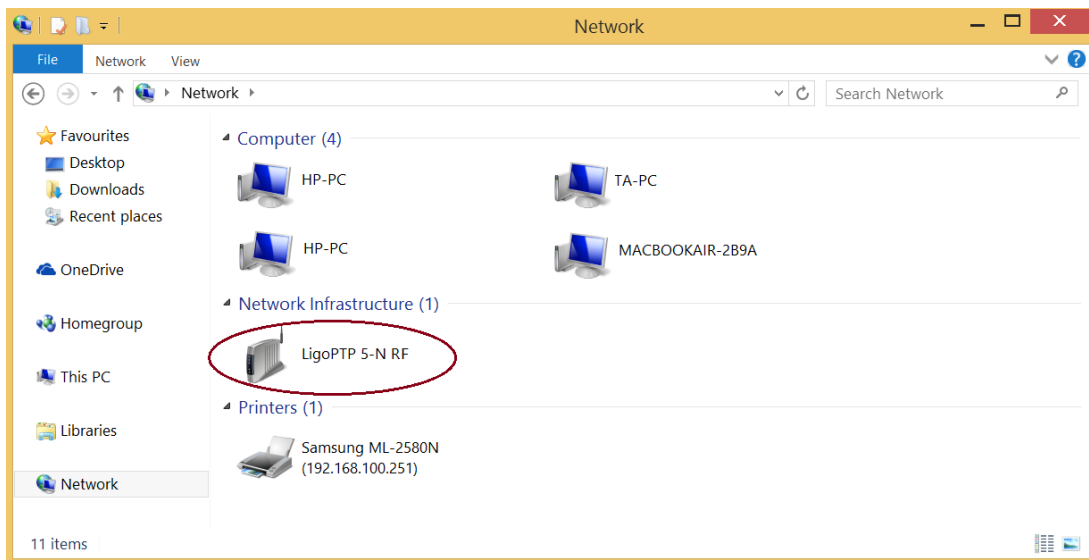 Network
File Network View
Network
Search Network
Favourites
Desktop
Downloads
Recent places
OneDrive
Homegroup
This PC
Libraries
Network
Computer (4)
HP-PC
TA-PC
HP-PC
MACBOOKAIR-2B9A
Network Infrastructure (1)
LigoPTP 5-N RF
Printers (1)
Samsung ML-2580N
(192.168.100.251)
11 items